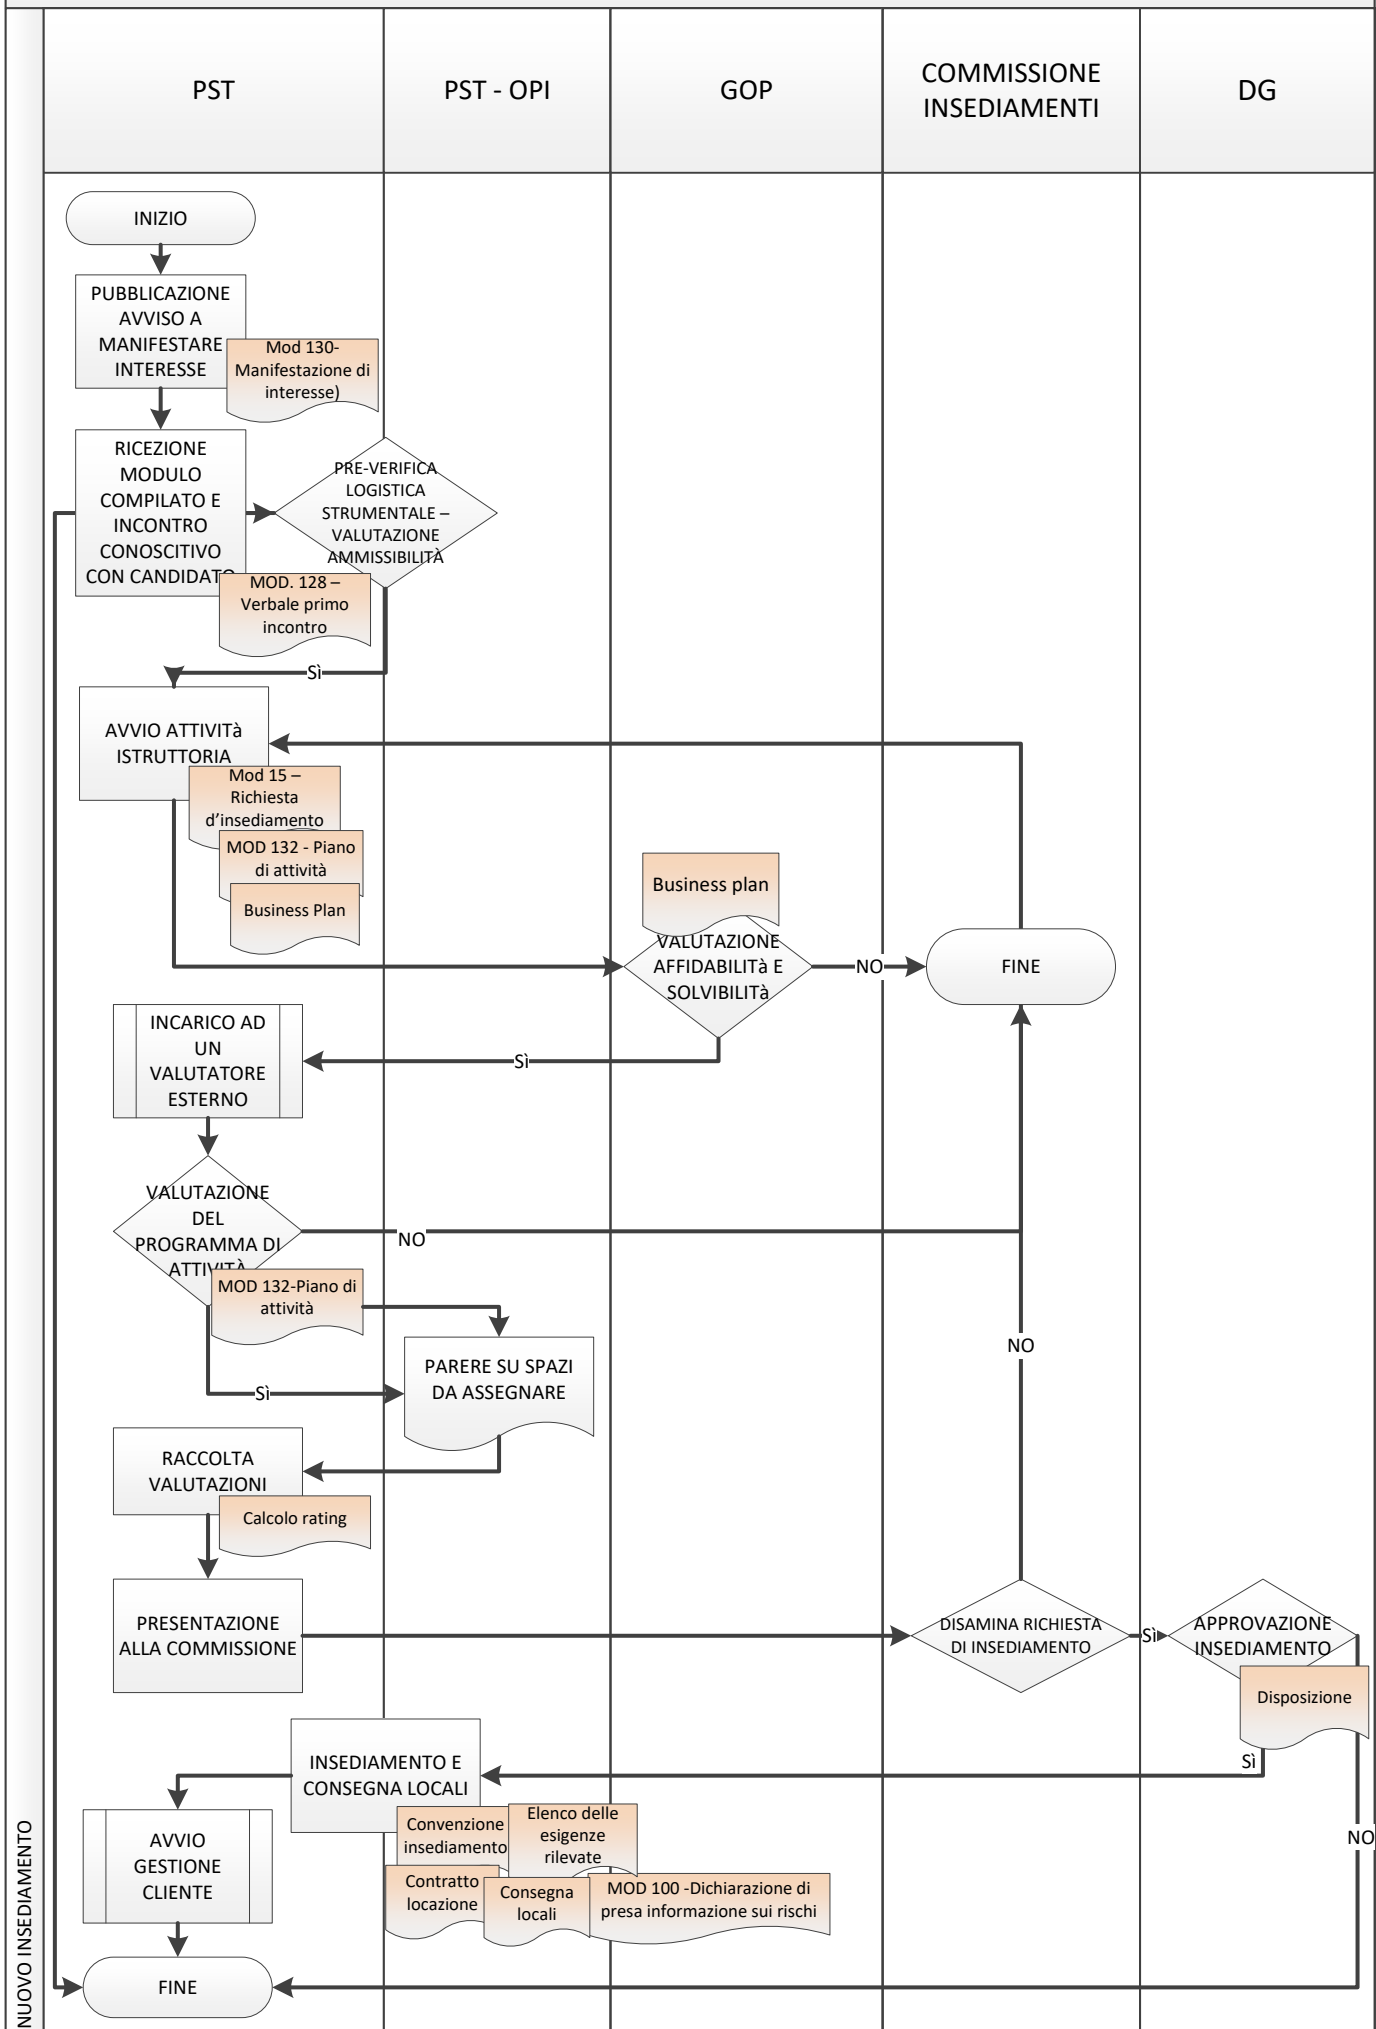 PST
PST - OPI
GOP
COMMISSIONE
INSEDIAMENTI
DG
INIZIO
PUBBLICAZIONE
AVVISO A
MANIFESTARE
INTERESSE
Mod 130-
Manifestazione di
interesse)
RICEZIONE
MODULO
COMPILATO E
INCONTRO
CONOSCITIVO
CON CANDIDATO
PRE-VERIFICA
LOGISTICA
STRUMENTALE –
VALUTAZIONE
AMMISSIBILITÀ
MOD. 128 –
Verbale primo
incontro
Sì
AVVIO ATTIVITà
ISTRUTTORIA
Mod 15 –
Richiesta
d’insediamento
MOD 132 - Piano
di attività
Business Plan
Business plan
VALUTAZIONE
AFFIDABILITà E
SOLVIBILITà
NO
FINE
INCARICO AD
UN
VALUTATORE
ESTERNO
Sì
VALUTAZIONE
DEL
PROGRAMMA DI
ATTIVITÀ
NO
MOD 132-Piano di
attività
PARERE SU SPAZI
DA ASSEGNARE
Sì
NO
RACCOLTA
VALUTAZIONI
Calcolo rating
PRESENTAZIONE
ALLA COMMISSIONE
DISAMINA RICHIESTA
DI INSEDIAMENTO
Sì
APPROVAZIONE
INSEDIAMENTO
Disposizione
Sì
INSEDIAMENTO E
CONSEGNA LOCALI
Convenzione
insediamento
Elenco delle
esigenze
rilevate
Contratto
locazione
Consegna
locali
MOD 100 -Dichiarazione di
presa informazione sui rischi
NO
AVVIO
GESTIONE
CLIENTE
FINE
NUOVO INSEDIAMENTO